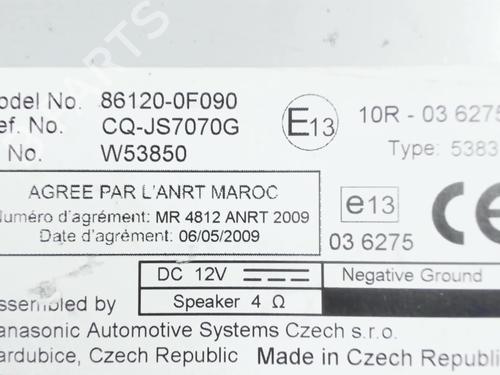 odel No. 86120-0F090
ef. No. CQ-JS7070G
No. W53850
E13
10R - 03 6275
Type: 5383
AGREE PAR L'ANRT MAROC
Numéro d'agrément: MR 4812 ANRT 2009
Date d'agrément: 06/05/2009
e13
03 6275
CE
DC 12V
Negative Ground
Speaker 4 Ω
ssembled by
anasonic Automotive Systems Czech s.r.o.
ardubice, Czech Republic
Made in Czech Republi
B-PARTS